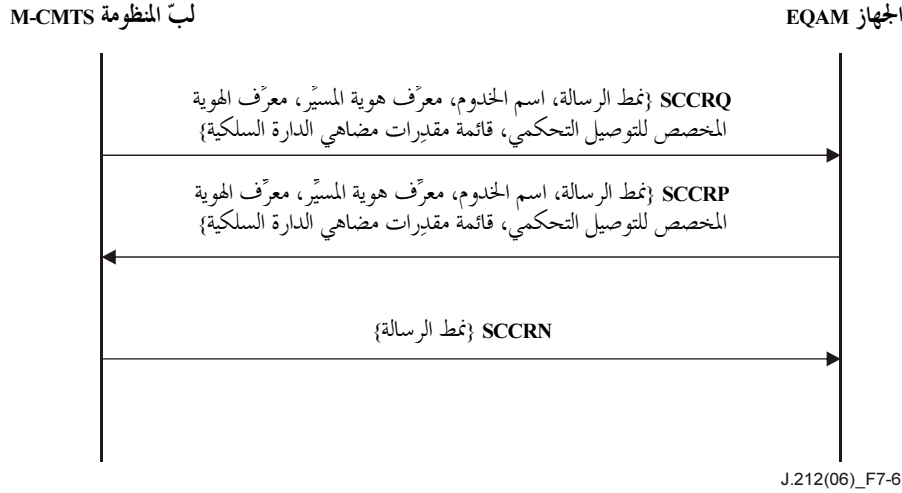 الجهاز EQAM
لبّ المنظومة M-CMTS
SCCRQ {نمط الرسالة، اسم الخدوم، معرِّف هوية المسيِّر، معرِّف الهوية
المخصص للتوصيل التحكمي، قائمة مقدِرات مضاهي الدارة السلكية}
SCCRP {نمط الرسالة، اسم الخدوم، معرِّف هوية المسيِّر، معرِّف الهوية
المخصص للتوصيل التحكمي، قائمة مقدِرات مضاهي الدارة السلكية}
SCCRN {نمط الرسالة}
J.212(06)_F7-6